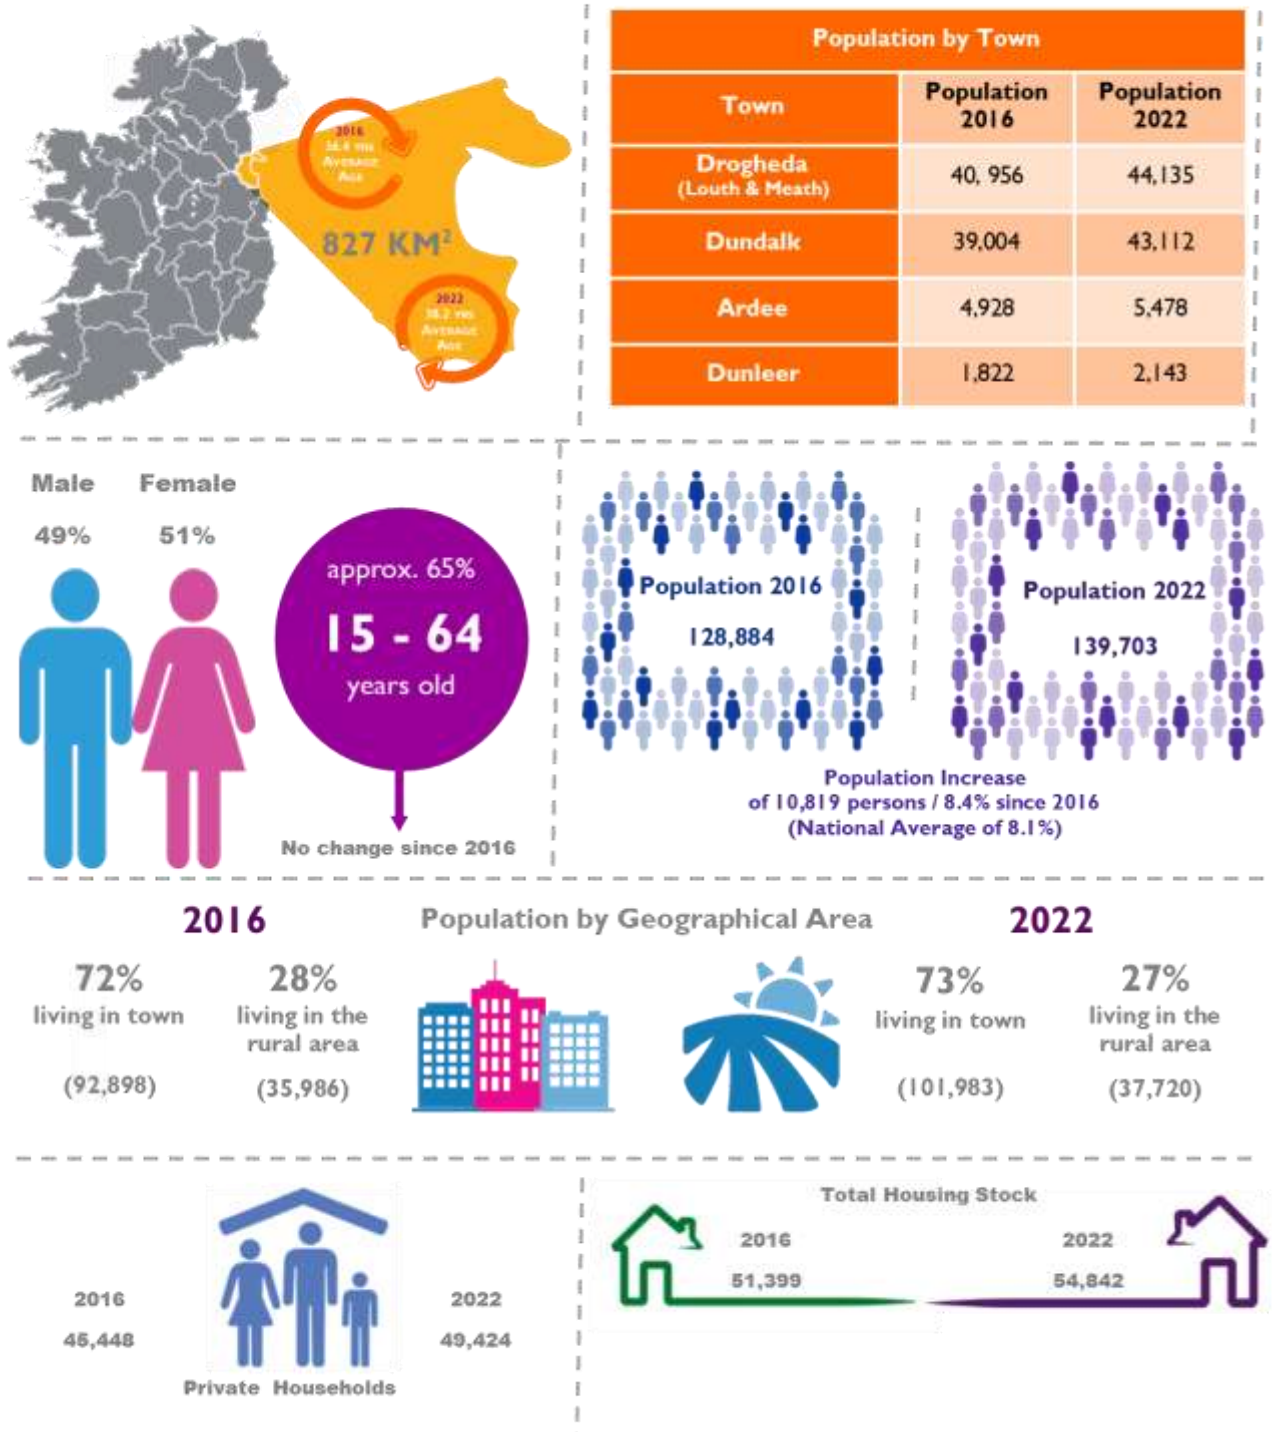 2016
36.4 yrs
Average
Age
827 KM²
2022
38.2 yrs
Average
Age
Population by Town
Town
Population
2016
Population
2022
Drogheda
(Louth & Meath)
40, 956
44,135
Dundalk
39,004
43,112
Ardee
4,928
5,478
Dunleer
1,822
2,143
Male
Female
49%
51%
approx. 65%
15 - 64
years old
No change since 2016
Population 2016
128,884
Population 2022
139,703
Population Increase
of 10,819 persons / 8.4% since 2016
(National Average of 8.1%)
2016
Population by Geographical Area
2022
72%
living in town
(92,898)
28%
living in the
rural area
(35,986)
73%
living in town
(101,983)
27%
living in the
rural area
(37,720)
2016
45,448
2022
49,424
Private Households
Total Housing Stock
2016
51,399
2022
54,842